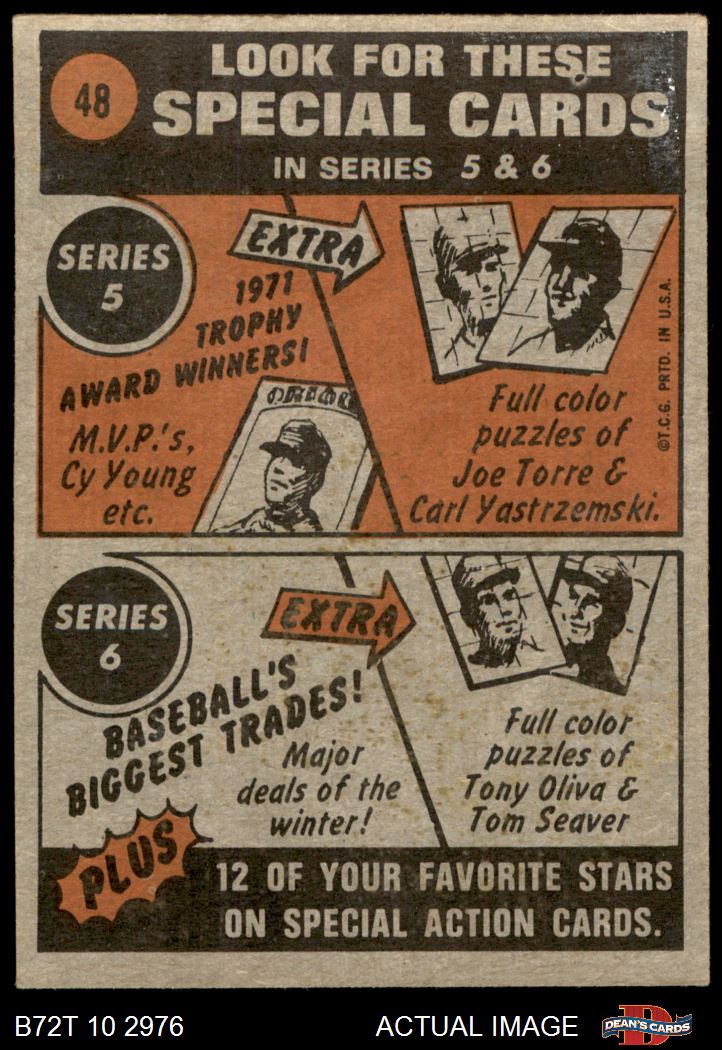 48
LOOK FOR THESE
SPECIAL CARDS
IN SERIES 5 & 6
SERIES
5
EXTRA
1971
TROPHY
AWARD WINNERS!
M.V.P.'s,
Cy Young
etc.
Full color
puzzles of
Joe Torre &
Carl Yastrzemski.
©T.C.G. PRTD. IN U.S.A.
SERIES
6
EXTRA
BASEBALL'S
BIGGEST TRADES!
Major
deals of the
winter!
Full color
puzzles of
Tony Oliva &
Tom Seaver
PLUS
12 OF YOUR FAVORITE STARS
ON SPECIAL ACTION CARDS.
B72T 10 2976
ACTUAL IMAGE
DEAN'S CARDS